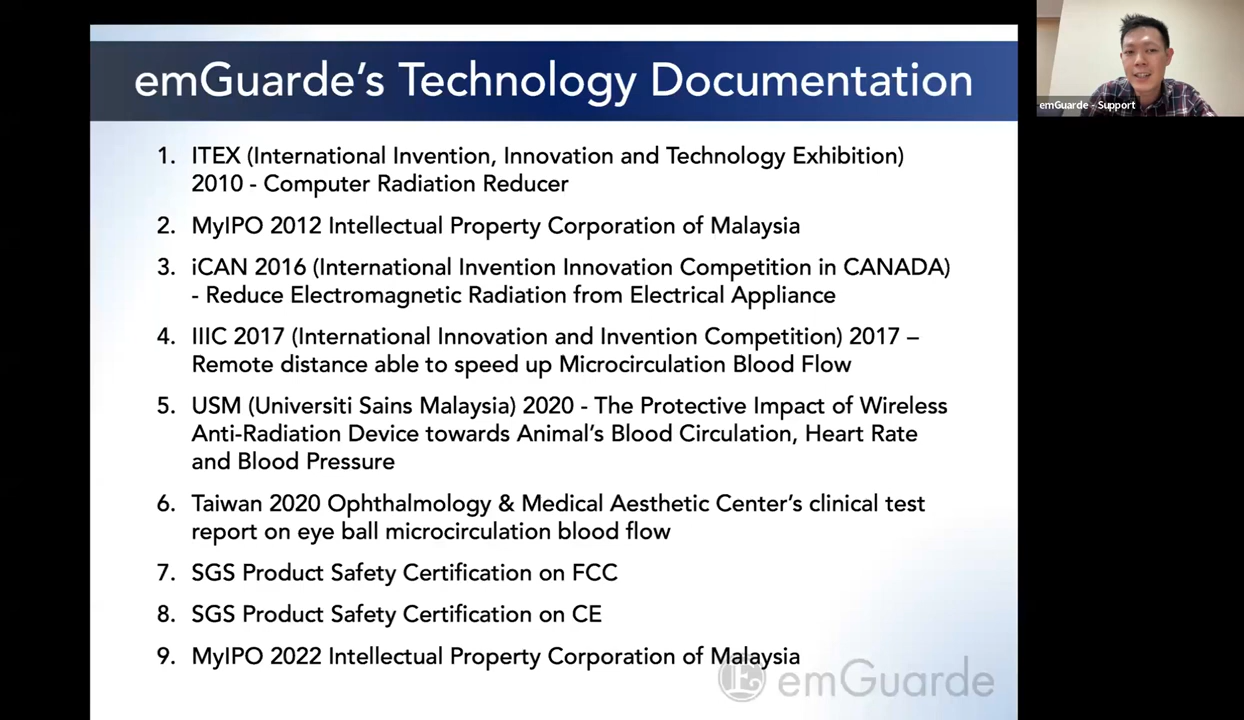 emGuarde's Technology Documentation
emGuarde - Support
1. ITEX (International Invention, Innovation and Technology Exhibition)
2010 - Computer Radiation Reducer
2. MyIPO 2012 Intellectual Property Corporation of Malaysia
3. iCAN 2016 (International Invention Innovation Competition in CANADA)
- Reduce Electromagnetic Radiation from Electrical Appliance
4. IIIC 2017 (International Innovation and Invention Competition) 2017 –
Remote distance able to speed up Microcirculation Blood Flow
5. USM (Universiti Sains Malaysia) 2020 - The Protective Impact of Wireless
Anti-Radiation Device towards Animal's Blood Circulation, Heart Rate
and Blood Pressure
6. Taiwan 2020 Ophthalmology & Medical Aesthetic Center's clinical test
report on eye ball microcirculation blood flow
7. SGS Product Safety Certification on FCC
8. SGS Product Safety Certification on CE
9. MyIPO 2022 Intellectual Property Corporation of Malaysia
emGuarde